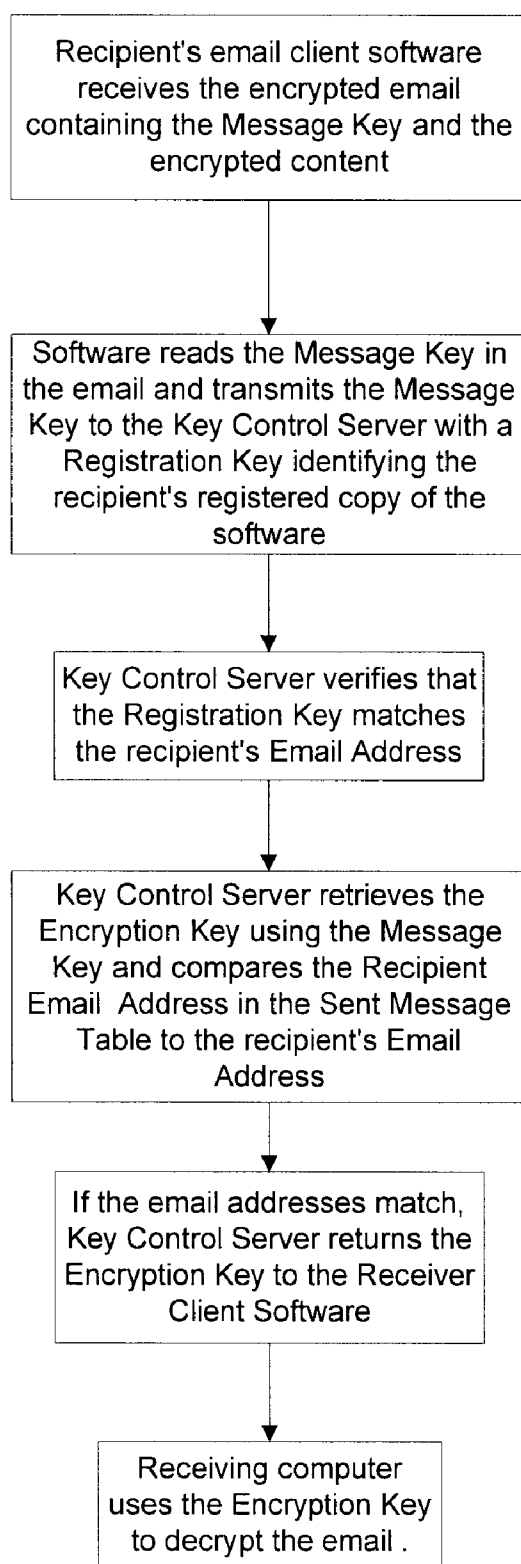 Recipient's email client software
receives the encrypted email
containing the Message Key and the
encrypted content
Software reads the Message Key in
the email and transmits the Message
Key to the Key Control Server with a
Registration Key identifying the
recipient's registered copy of the
software
Key Control Server verifies that
the Registration Key matches
the recipient's Email Address
Key Control Server retrieves the
Encryption Key using the Message
Key and compares the Recipient
Email Address in the Sent Message
Table to the recipient's Email
Address
If the email addresses match,
Key Control Server returns the
Encryption Key to the Receiver
Client Software
Receiving computer
uses the Encryption Key
to decrypt the email .